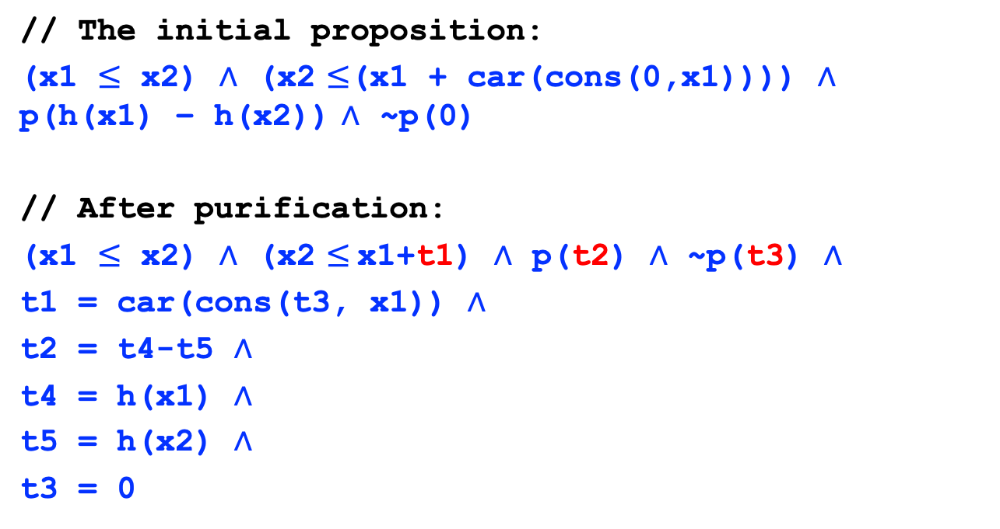 // The initial proposition:
(x1 ≤ x2) ∧ (x2 ≤(x1 + car(cons(0,x1)))) ∧
p(h(x1) - h(x2)) ∧ ~p(0)
// After purification:
(x1 ≤ x2) ∧ (x2 ≤x1+t1) ∧ p(t2) ∧ ~p(t3) ∧
t1 = car(cons(t3, x1)) ∧
t2 = t4-t5 ∧
t4 = h(x1) ∧
t5 = h(x2) ∧
t3 = 0